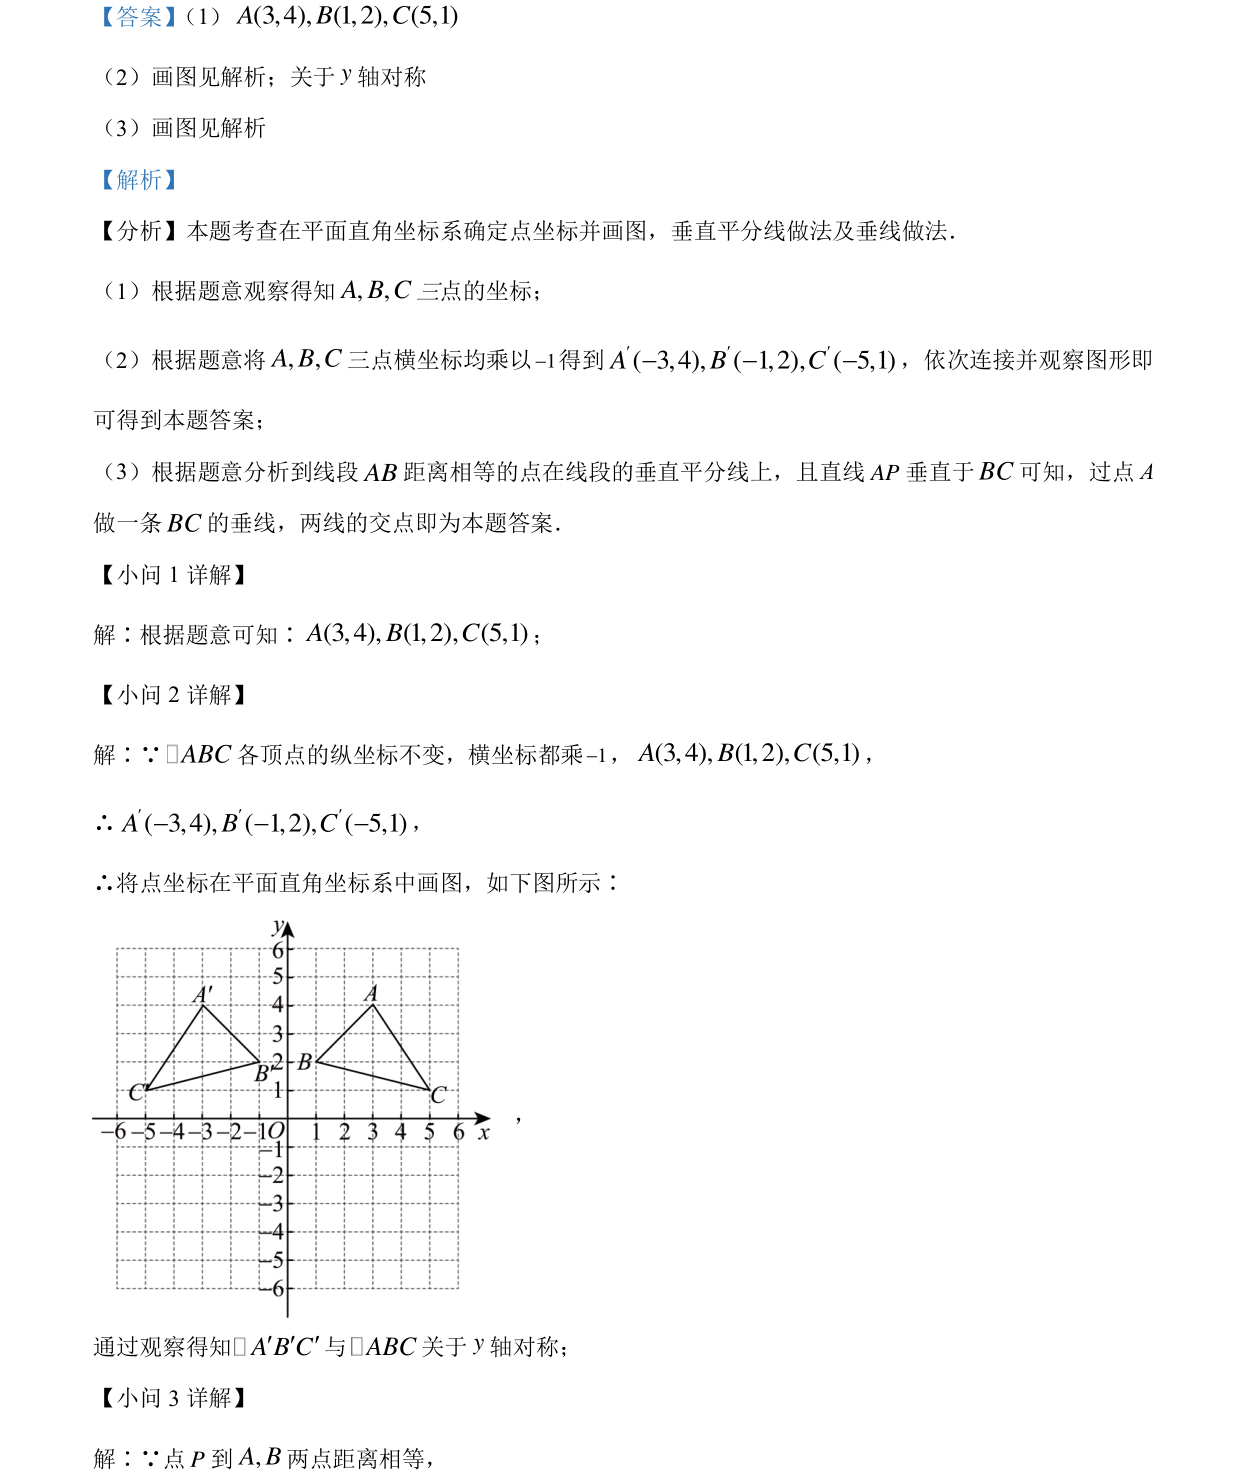 【答案】（1） A(3,4),B(1,2),C(5,1)
（2）画图见解析；关于 y 轴对称
（3）画图见解析
【解析】
【分析】本题考查在平面直角坐标系确定点坐标并画图，垂直平分线做法及垂线做法．
（1）根据题意观察得知 A,B,C 三点的坐标；
（2）根据题意将 A,B,C 三点横坐标均乘以 −1 得到 A′(−3,4),B′(−1,2),C′(−5,1)，依次连接并观察图形即
可得到本题答案；
（3）根据题意分析到线段 AB 距离相等的点在线段的垂直平分线上，且直线 AP 垂直于 BC 可知，过点 A
做一条 BC 的垂线，两线的交点即为本题答案．
【小问 1 详解】
解：根据题意可知： A(3,4),B(1,2),C(5,1)；
【小问 2 详解】
解：∵□ABC 各顶点的纵坐标不变，横坐标都乘 −1， A(3,4),B(1,2),C(5,1)，
∴ A′(−3,4),B′(−1,2),C′(−5,1)，
∴将点坐标在平面直角坐标系中画图，如下图所示：
y
6
5
A′ 4 A
3
B′ 2 B
C′ 1 C
−6 −5 −4 −3 −2 −1 O 1 2 3 4 5 6 x ，
−1
−2
−3
−4
−5
−6
通过观察得知□A′B′C′ 与□ABC 关于 y 轴对称；
【小问 3 详解】
解：∵点 P 到 A,B 两点距离相等，